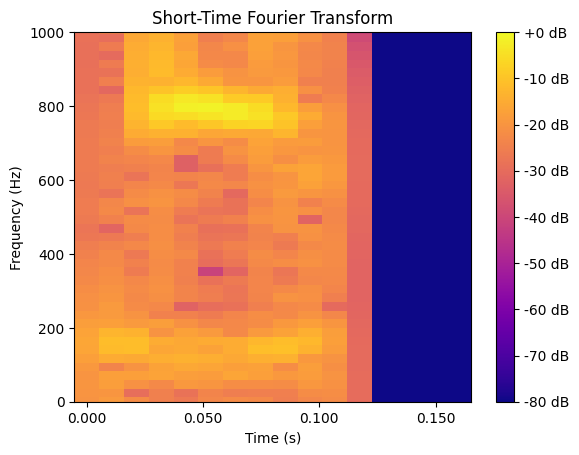 Short-Time Fourier Transform
1000
800
600
400
200
0
Frequency (Hz)
0.000
0.050
0.100
0.150
Time (s)
+0 dB
-10 dB
-20 dB
-30 dB
-40 dB
-50 dB
-60 dB
-70 dB
-80 dB